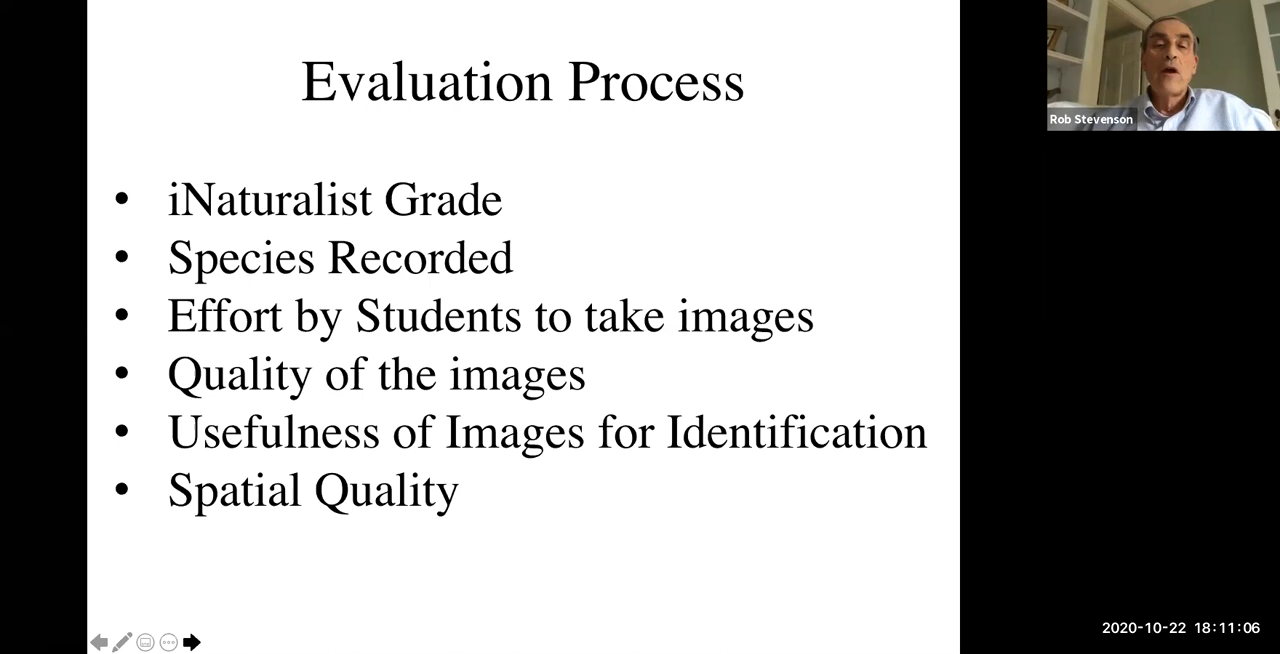 Evaluation Process
• iNaturalist Grade
• Species Recorded
• Effort by Students to take images
• Quality of the images
• Usefulness of Images for Identification
• Spatial Quality
Rob Stevenson
2020-10-22 18:11:06